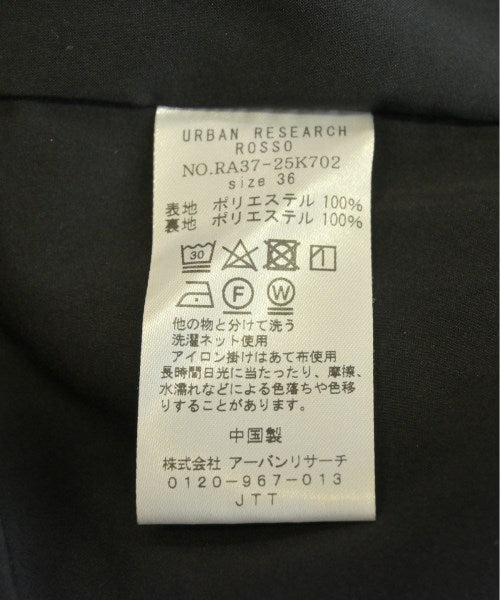 URBAN RESEARCH
ROSSO
NO.RA37-25K702
size 36
表地 ポリエステル 100%
裏地 ポリエステル 100%
30
F W
他の物と分けて洗う
洗濯ネット使用
アイロン掛けはあて布使用
長時間日光に当たったり、摩擦、
水濡れなどによる色落ちや色移
りすることがあります。
中国製
株式会社 アーバンリサーチ
0120-967-013
JTT